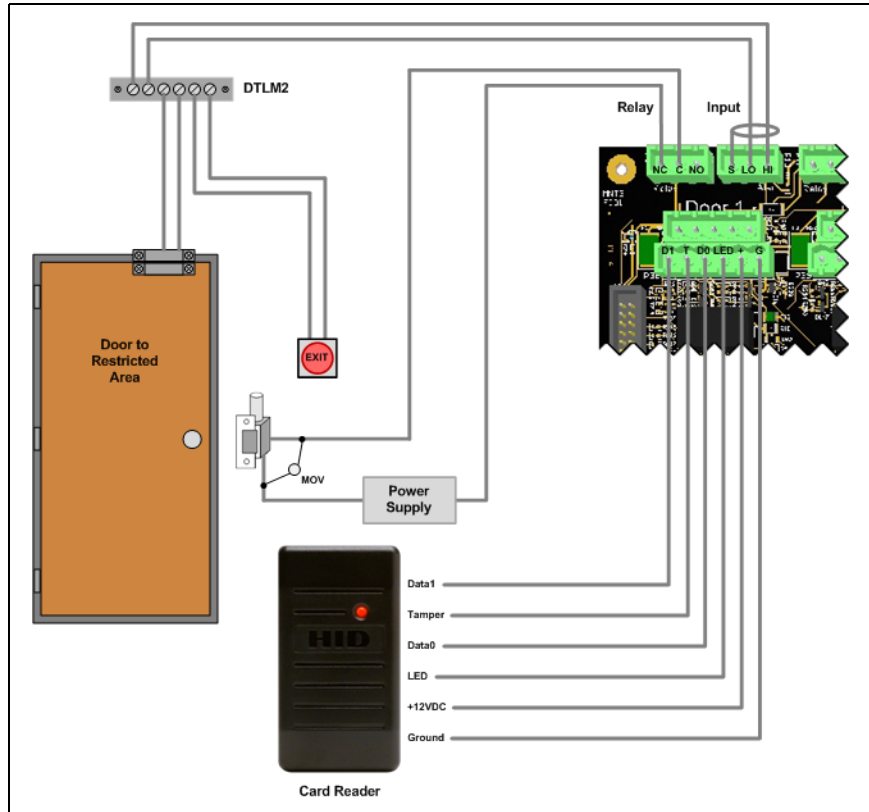 DTLM2
Relay Input
NC C NO
S LO HI
MNTG
Door 1
D1 T D0 LED + G
Door to
Restricted
Area
EXIT
MOV
Power
Supply
Data1
Tamper
Data0
HID
LED
+12VDC
Ground
Card Reader